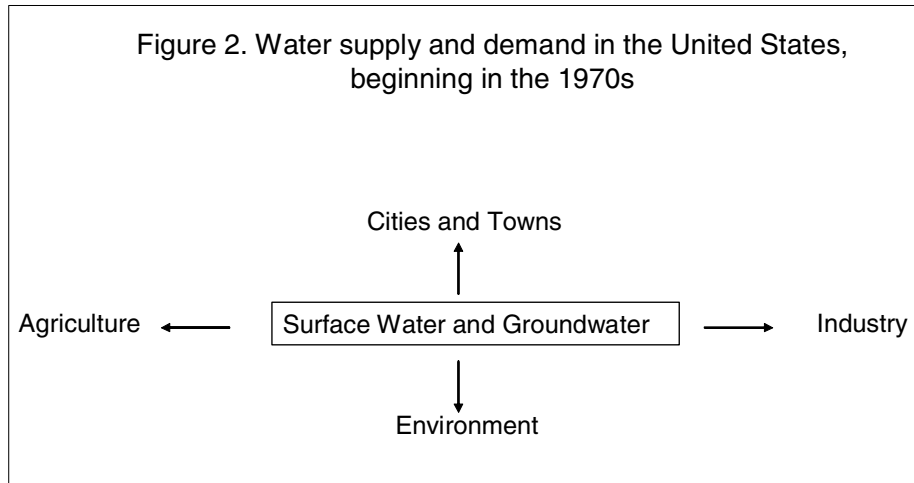 Figure 2. Water supply and demand in the United States,
beginning in the 1970s
Cities and Towns
Agriculture
Surface Water and Groundwater
Industry
Environment